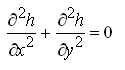 ∂²h/∂x² + ∂²h/∂y² = 0